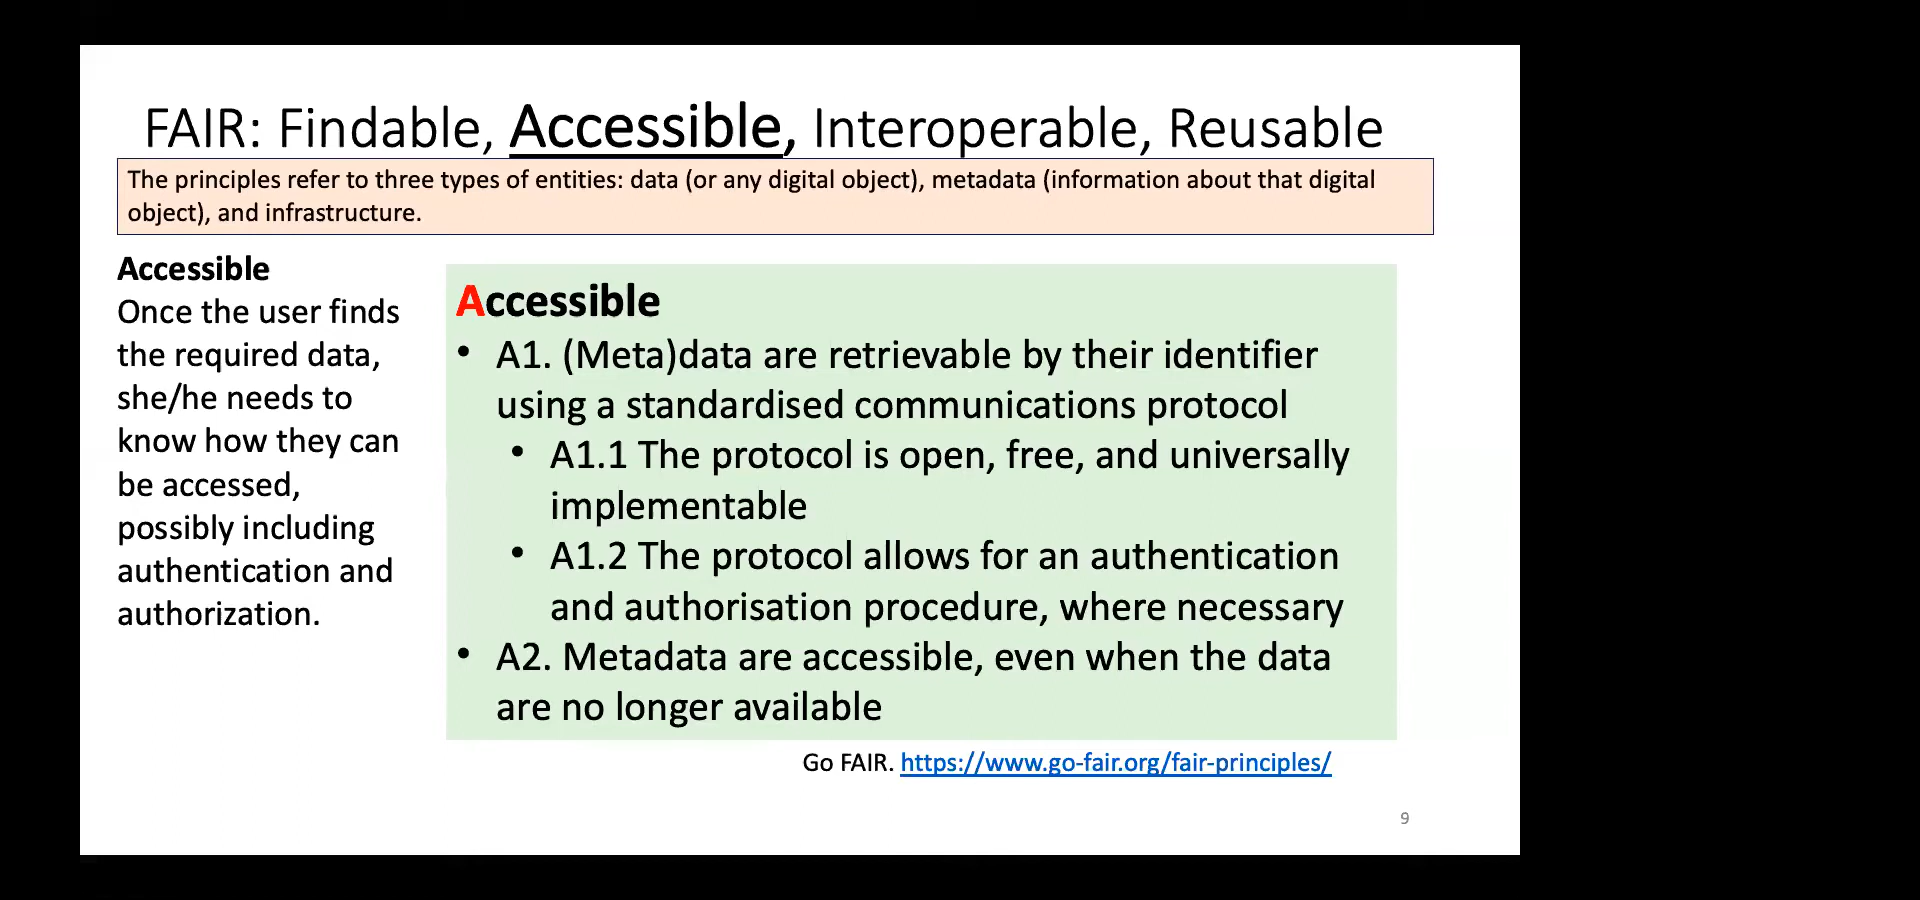 FAIR: Findable, Accessible, Interoperable, Reusable
The principles refer to three types of entities: data (or any digital object), metadata (information about that digital
object), and infrastructure.
Accessible
Once the user finds
the required data,
she/he needs to
know how they can
be accessed,
possibly including
authentication and
authorization.
Accessible
• A1. (Meta)data are retrievable by their identifier
using a standardised communications protocol
• A1.1 The protocol is open, free, and universally
implementable
• A1.2 The protocol allows for an authentication
and authorisation procedure, where necessary
• A2. Metadata are accessible, even when the data
are no longer available
Go FAIR. https://www.go-fair.org/fair-principles/
9